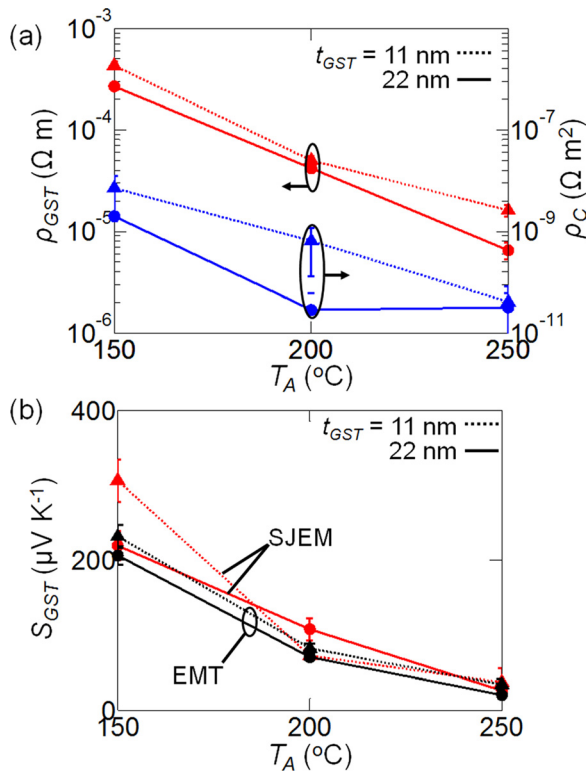 (a)
10⁻³
t_GST = 11 nm
22 nm
10⁻⁷
10⁻⁴
ρ_GST (Ω m)
10⁻⁵
10⁻⁹
ρ_C (Ω m²)
10⁻⁶
10⁻¹¹
150 200 250
T_A (°C)
(b)
400
t_GST = 11 nm
22 nm
SJEM
S_GST (μV K⁻¹)
200
EMT
0
150 200 250
T_A (°C)